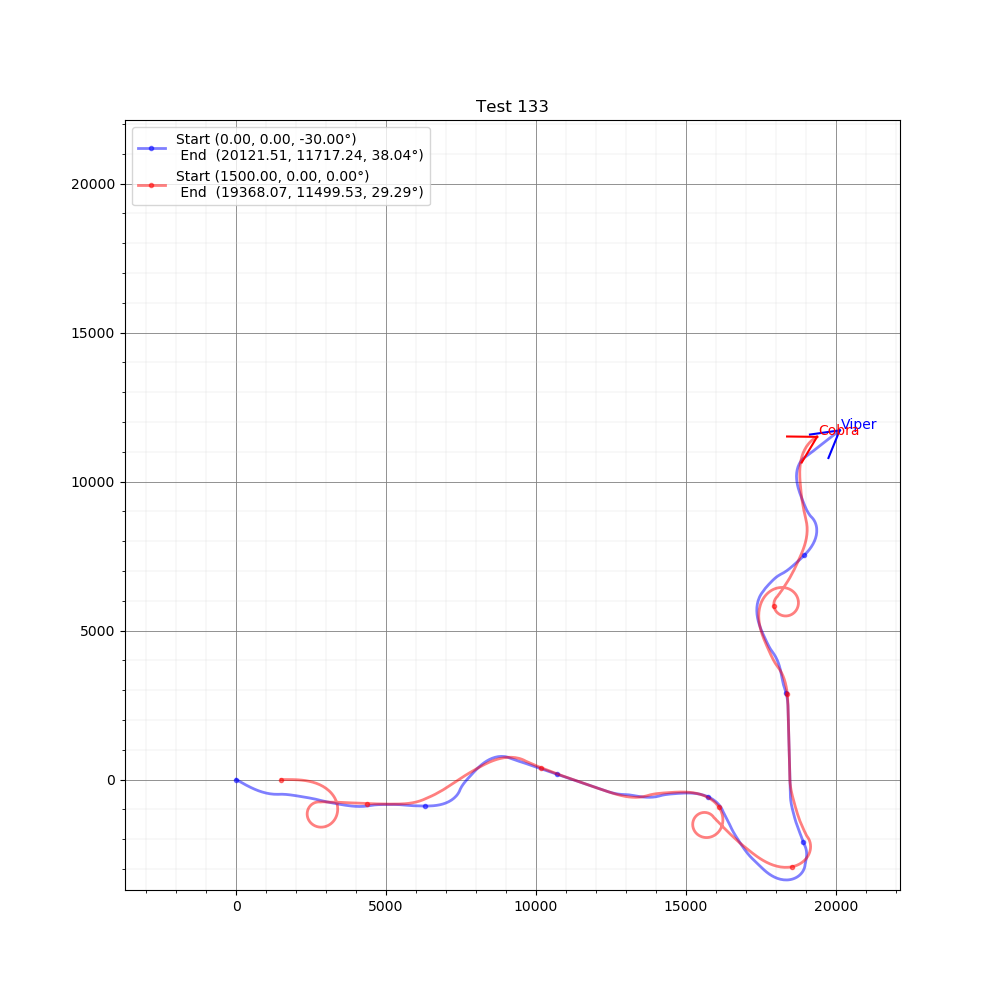 Test 133
Start (0.00, 0.00, -30.00°)
End  (20121.51, 11717.24, 38.04°)
Start (1500.00, 0.00, 0.00°)
End  (19368.07, 11499.53, 29.29°)
20000
15000
Viper
Cobra
10000
5000
0
0
5000
10000
15000
20000